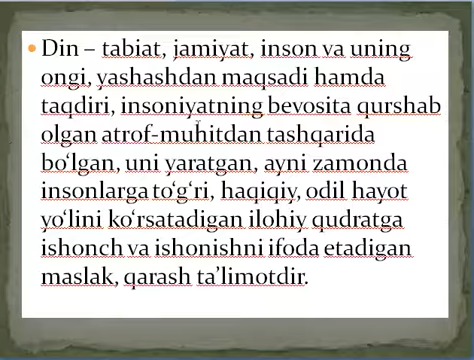 Din – tabiat, jamiyat, inson va uning
ongi, yashashdan maqsadi hamda
taqdiri, insoniyatning bevosita qurshab
olgan atrof-muhitdan tashqarida
bo‘lgan, uni yaratgan, ayni zamonda
insonlarga to‘g‘ri, haqiqiy, odil hayot
yo‘lini ko‘rsatadigan ilohiy qudratga
ishonch va ishonishni ifoda etadigan
maslak, qarash ta’limotdir.